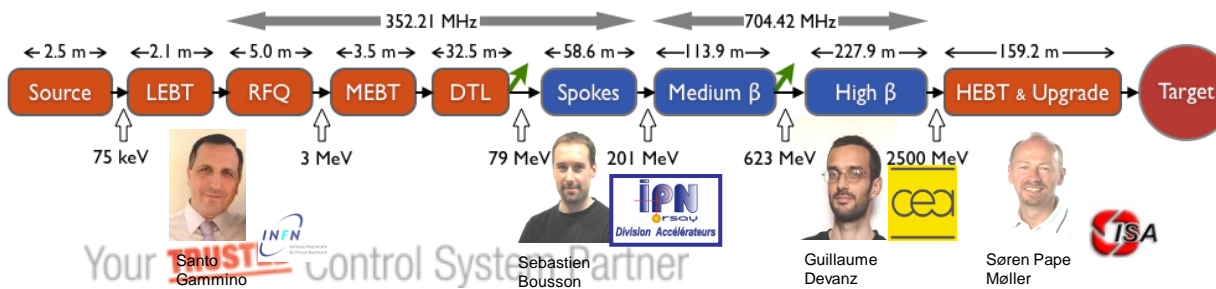 352.21 MHz 704.42 MHz
2.5 m 2.1 m 5.0 m 3.5 m 32.5 m 58.6 m 113.9 m 227.9 m 159.2 m
Source LEBT RFQ MEBT DTL Spokes Medium β High β HEBT & Upgrade Target
75 keV 3 MeV 79 MeV 201 MeV 623 MeV 2500 MeV
INFN
iPN
Orsay
Division Accélérateurs
cea
ISA
Your TRUSTED Control System Partner
Santo
Gammino
Sebastien
Bousson
Guillaume
Devanz
Søren Pape
Møller